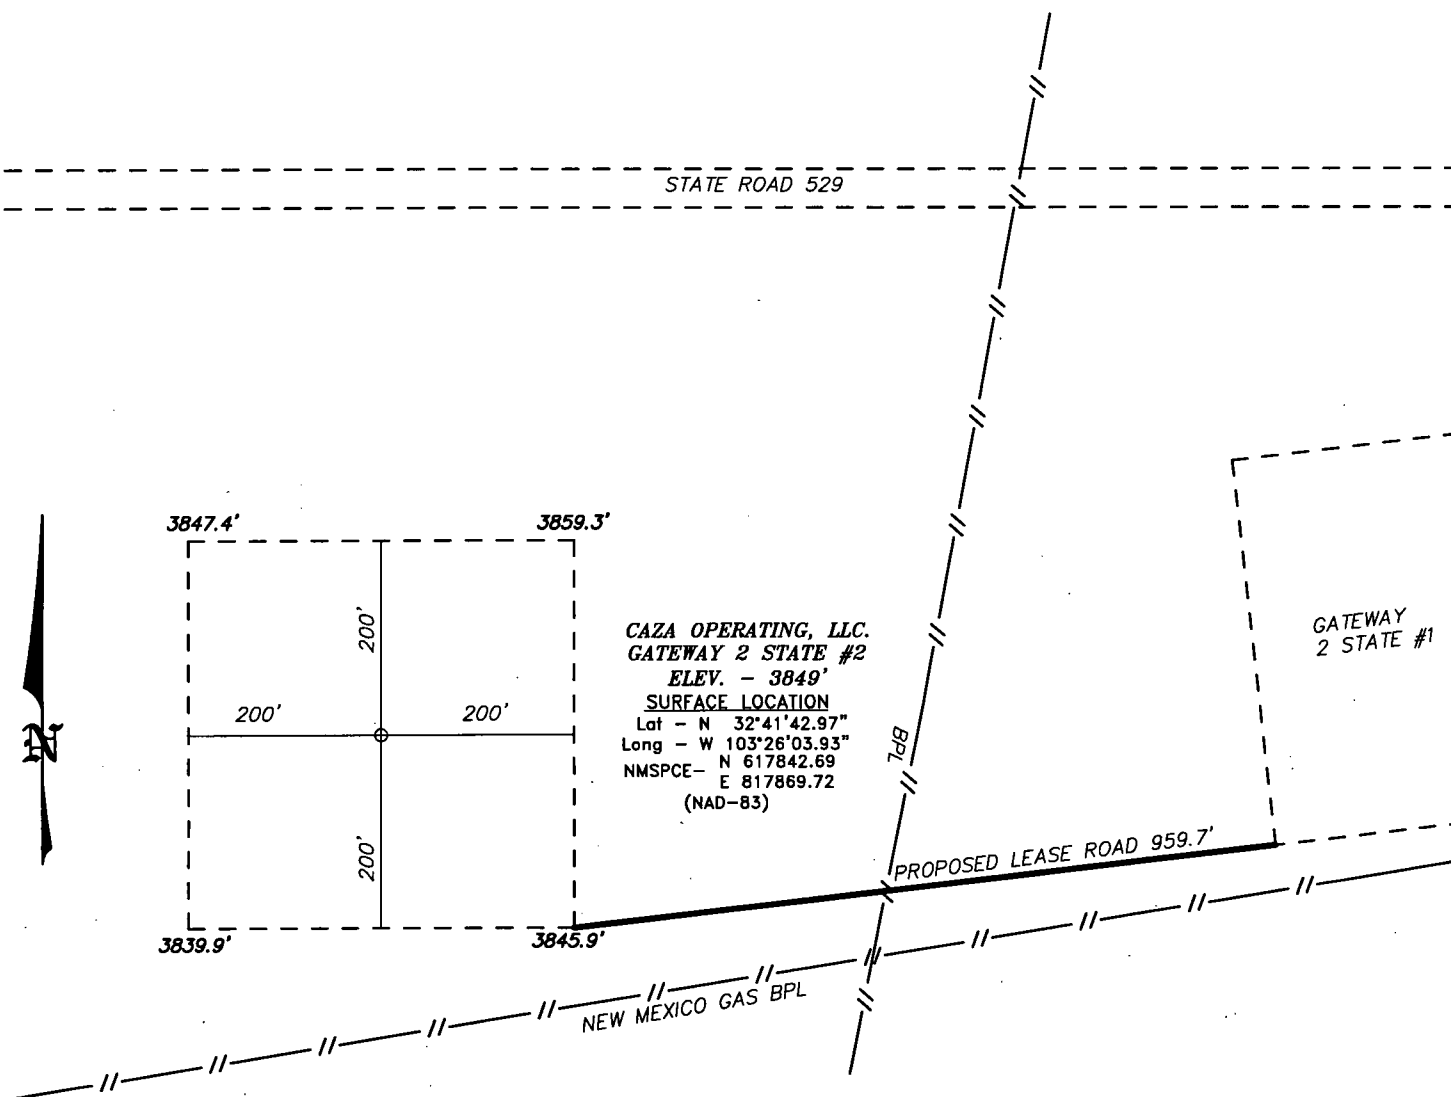 STATE ROAD 529
3847.4'
3859.3'
200'
200'
200'
200'
3839.9'
3845.9'
N
CAZA OPERATING, LLC.
GATEWAY 2 STATE #2
ELEV. - 3849'
SURFACE LOCATION
Lat - N 32°41'42.97"
Long - W 103°26'03.93"
NMSPCE- N 617842.69
E 817869.72
(NAD-83)
GATEWAY
2 STATE #1
BPL
PROPOSED LEASE ROAD 959.7'
NEW MEXICO GAS BPL